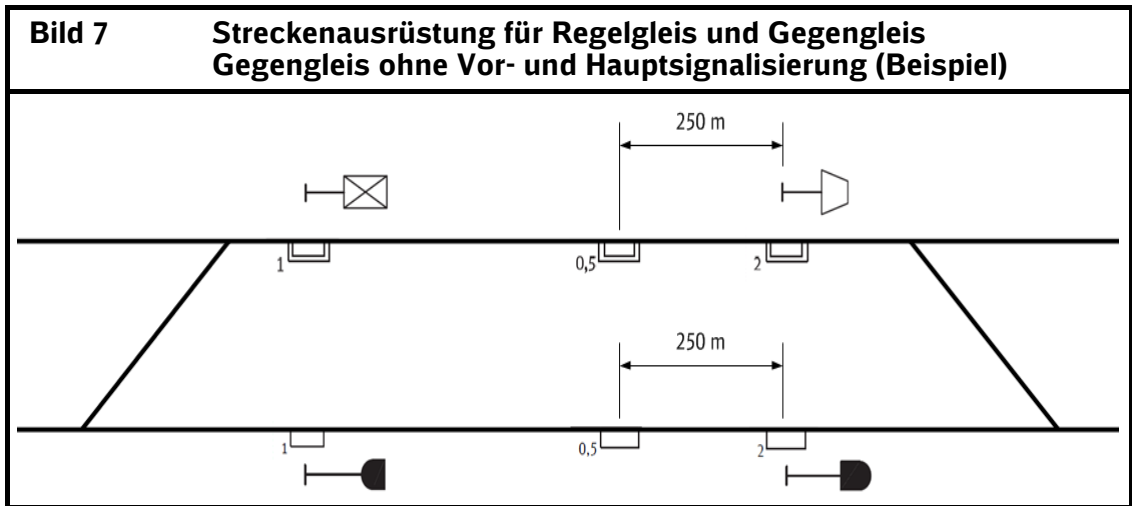 Bild 7 Streckenausrüstung für Regelgleis und Gegengleis
Gegengleis ohne Vor- und Hauptsignalisierung (Beispiel)
250 m
1 0,5 2
250 m
1 0,5 2